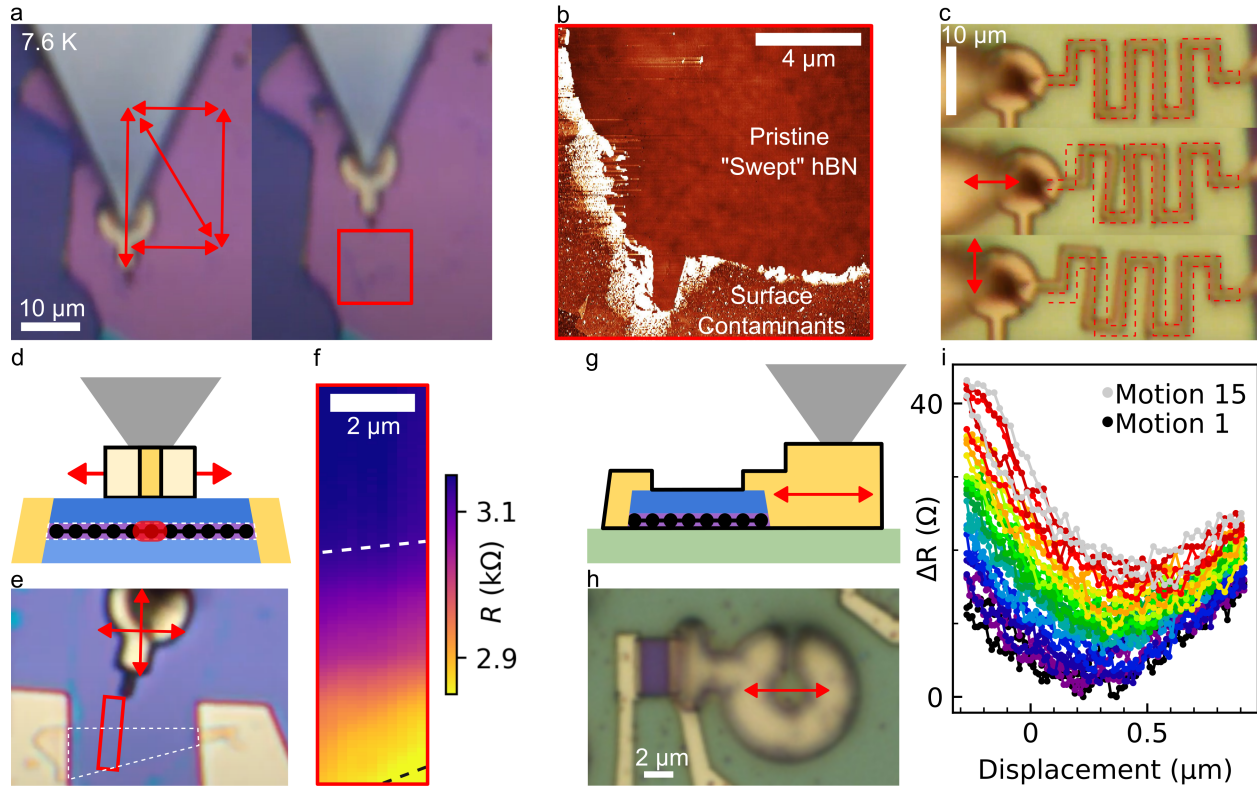 a
7.6 K
10 μm
b
4 μm
Pristine
"Swept" hBN
Surface
Contaminants
c
10 μm
d
e
f
2 μm
3.1
2.9
R (kΩ)
g
h
2 μm
i
Motion 15
Motion 1
40
0
ΔR (Ω)
0
0.5
Displacement (μm)